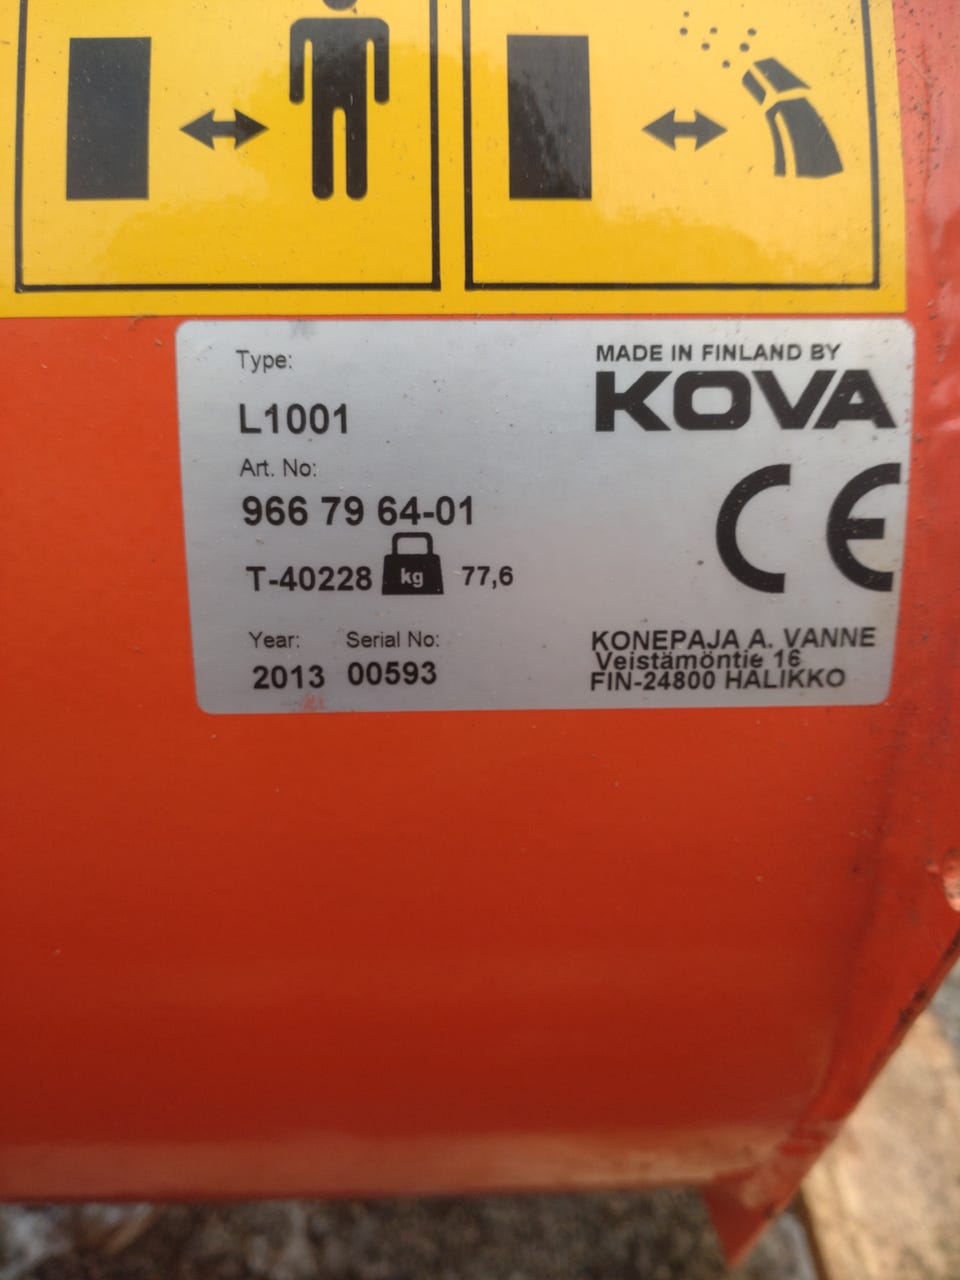 Type:
L1001
Art. No:
966 79 64-01
T-40228 kg 77,6
Year: Serial No:
2013 00593
MADE IN FINLAND BY
KOVA
CE
KONEPAJA A. VANNE
Veistämöntie 16
FIN-24800 HALIKKO